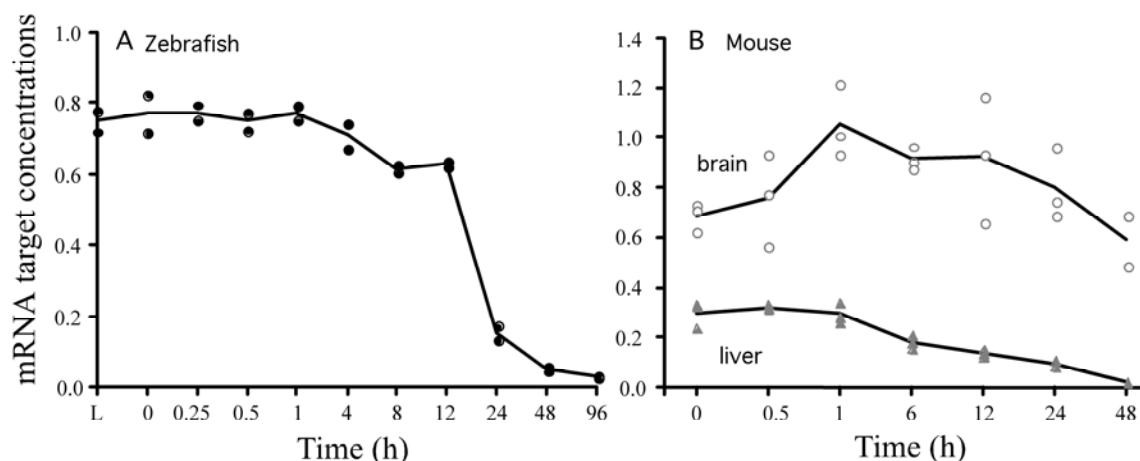 A Zebrafish
mRNA target concentrations
1.0
0.8
0.6
0.4
0.2
0.0
L 0 0.25 0.5 1 4 8 12 24 48 96
Time (h)
B Mouse
1.4
1.2
1.0
0.8
0.6
0.4
0.2
0.0
brain
liver
0 0.5 1 6 12 24 48
Time (h)